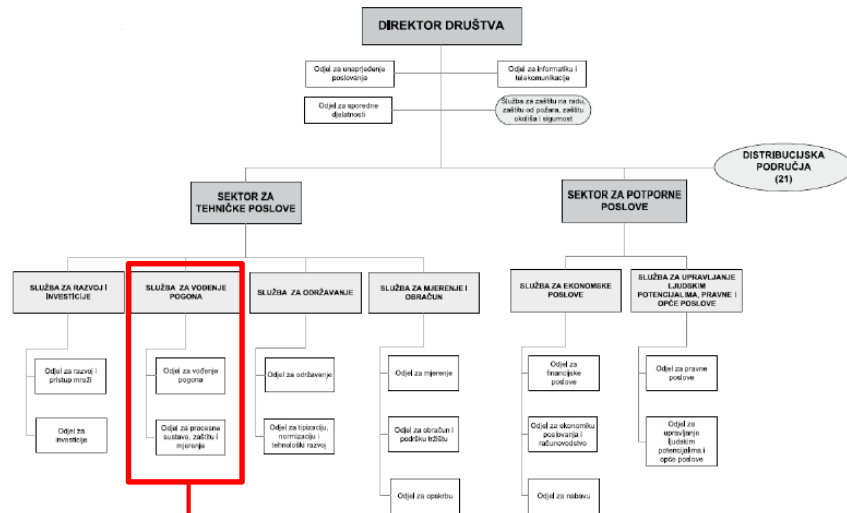 DIREKTOR DRUŠTVA
Odjel za unaprjeđenje
poslovanja
Odjel za informatiku i
telekomunikacije
Odjel za sporedne
djelatnosti
Služba za zaštitu na radu,
zaštitu od požara, zaštitu
okoliša i sigurnost
DISTRIBUCIJSKA
PODRUČJA
(21)
SEKTOR ZA
TEHNIČKE POSLOVE
SEKTOR ZA POTPORNE
POSLOVE
SLUŽBA ZA RAZVOJ I
INVESTICIJE
SLUŽBA ZA VOĐENJE
POGONA
SLUŽBA ZA ODRŽAVANJE
SLUŽBA ZA MJERENJE I
OBRAČUN
SLUŽBA ZA EKONOMSKE
POSLOVE
SLUŽBA ZA UPRAVLJANJE
LJUDSKIM
POTENCIJALIMA, PRAVNE I
OPĆE POSLOVE
Odjel za razvoj i
pristup mreži
Odjel za
investicije
Odjel za vođenje
pogona
Odjel za procesne
sustave, zaštitu i
mjerenje
Odjel za održavanje
Odjel za tipizaciju,
normizaciju i
tehnološki razvoj
Odjel za mjerenje
Odjel za obračun i
podršku tržištu
Odjel za opskrbu
Odjel za
financijske
poslove
Odjel za ekonomiku
poslovanja i
računovodstvo
Odjel za nabavu
Odjel za pravne
poslove
Odjel za
upravljanje
ljudskim
potencijalima i
opće poslove